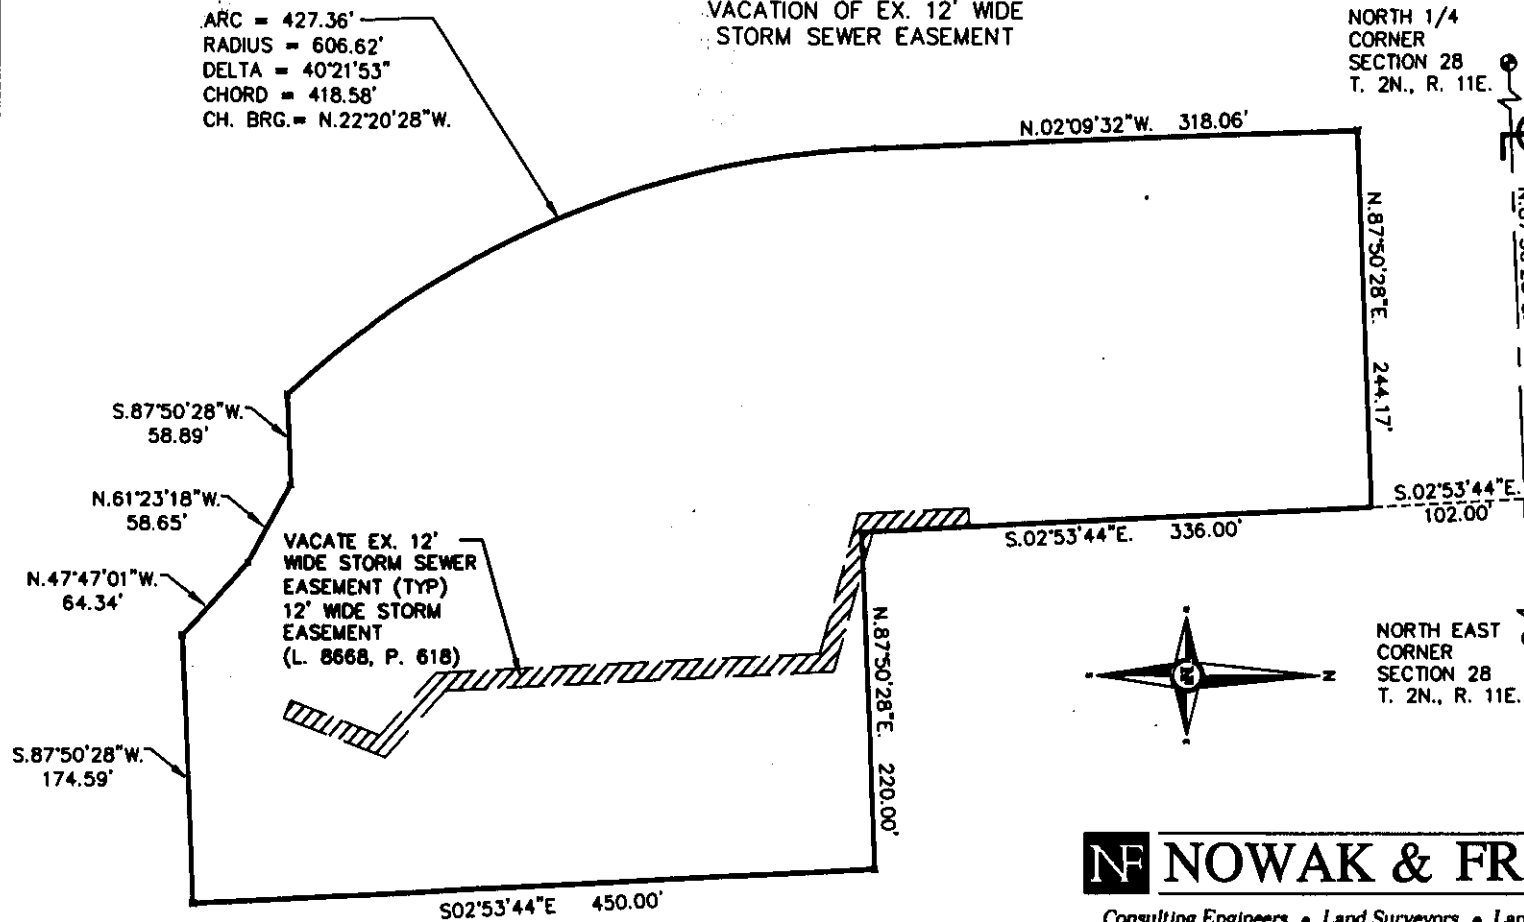 ARC = 427.36'
RADIUS = 606.62'
DELTA = 40°21'53"
CHORD = 418.58'
CH. BRG.= N.22°20'28"W.
VACATION OF EX. 12' WIDE
STORM SEWER EASEMENT
NORTH 1/4
CORNER
SECTION 28
T. 2N., R. 11E.
N.02°09'32"W. 318.06'
N.87°50'28"E. 244.17'
S.87°50'28"W.
58.89'
N.61°23'18"W.
58.65'
N.47°47'01"W.
64.34'
S.87°50'28"W.
174.59'
VACATE EX. 12'
WIDE STORM SEWER
EASEMENT (TYP)
12' WIDE STORM
EASEMENT
(L. 8668, P. 618)
S.02°53'44"E. 336.00'
S.02°53'44"E.
102.00'
N.87°50'28"E. 220.00'
S02°53'44"E 450.00'
N
N
NORTH EAST
CORNER
SECTION 28
T. 2N., R. 11E.
NF NOWAK & FR
Consulting Engineers • Land Surveyors • Lan